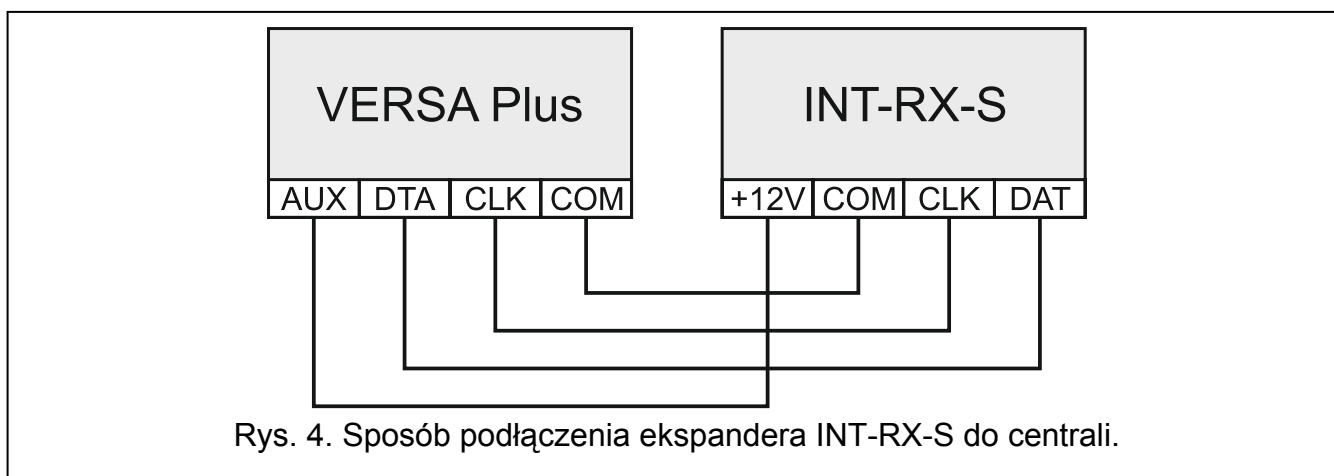 VERSA Plus
INT-RX-S
AUX DTA CLK COM
+12V COM CLK DAT
Rys. 4. Sposób podłączenia ekspandera INT-RX-S do centrali.